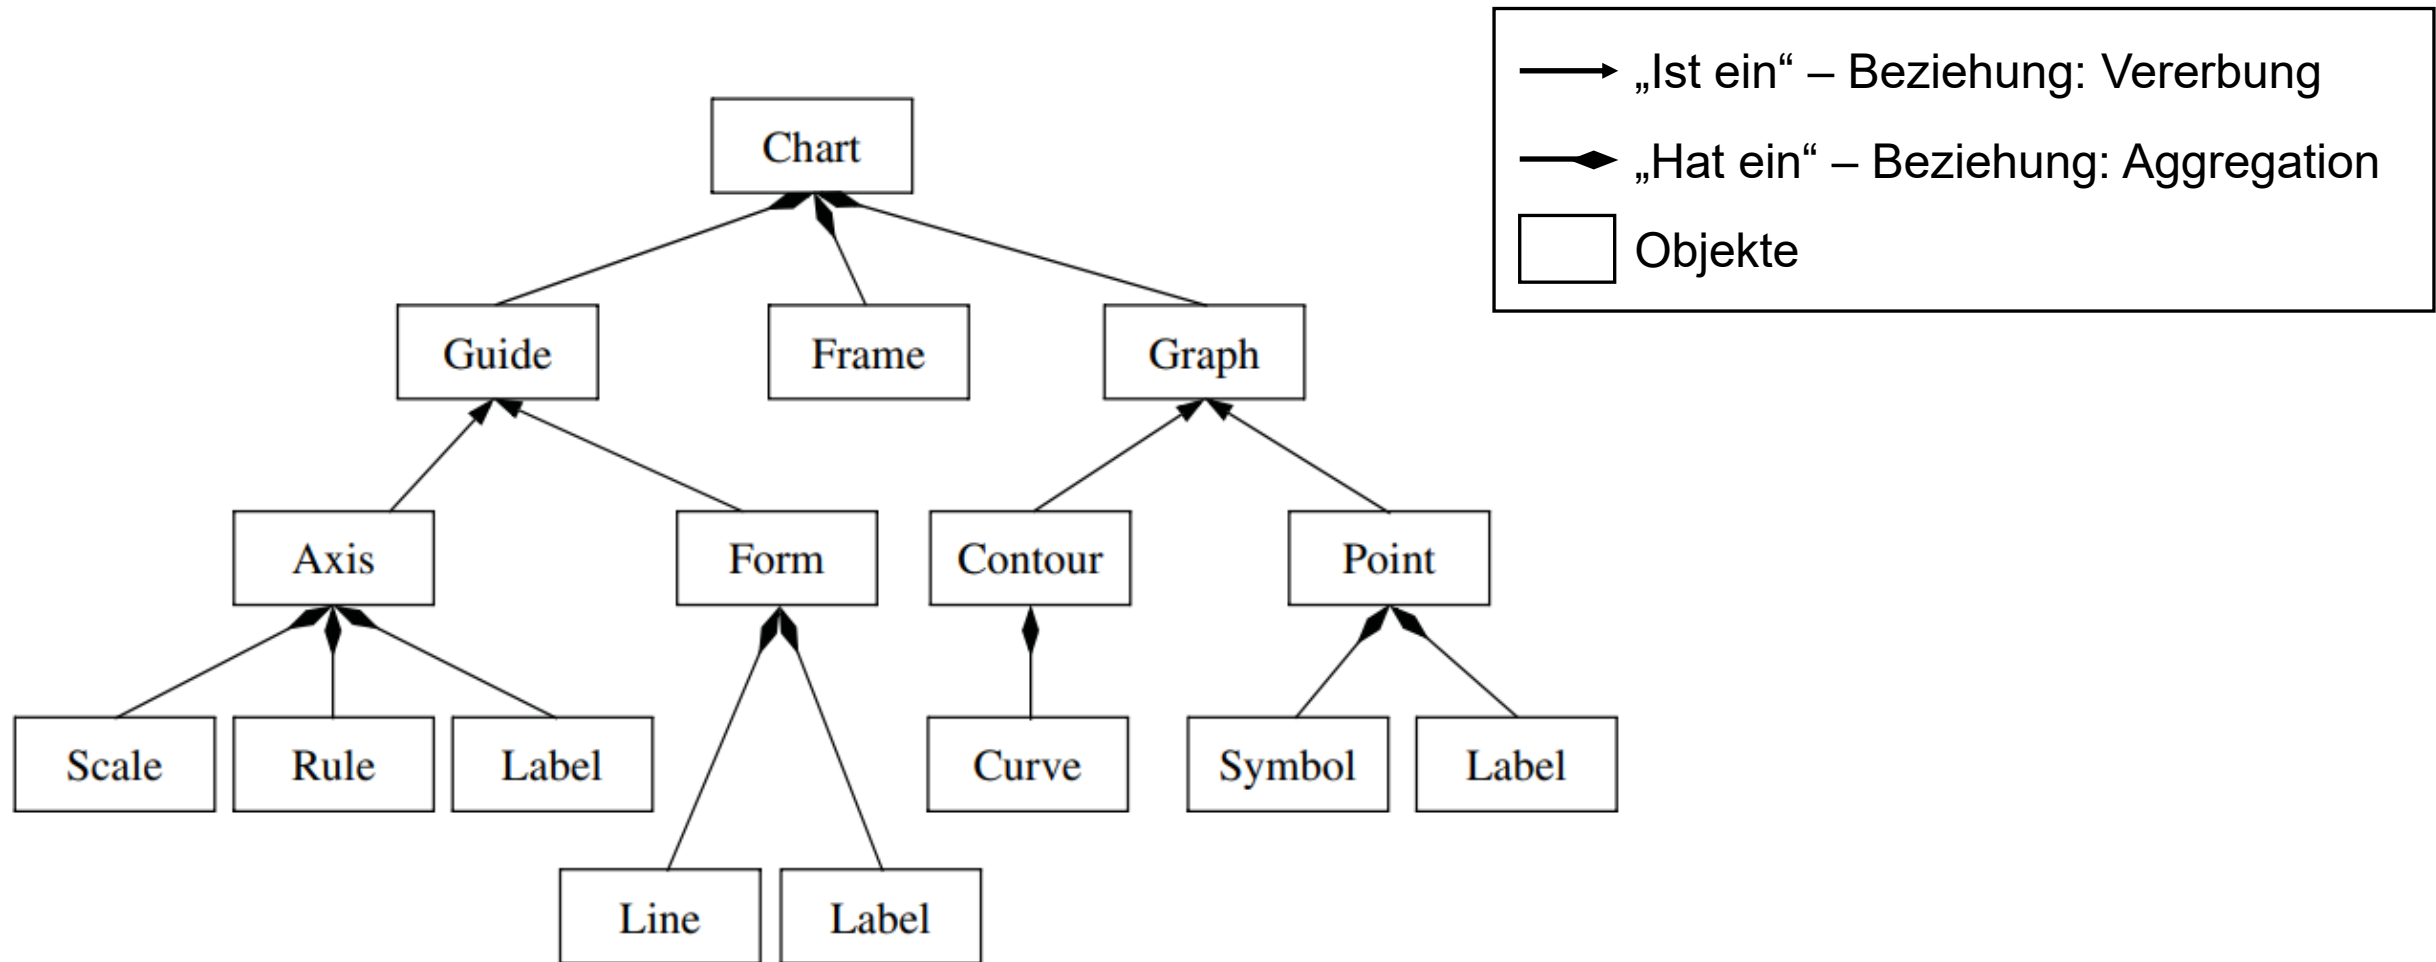 „Ist ein“ – Beziehung: Vererbung
„Hat ein“ – Beziehung: Aggregation
Objekte
Chart
Guide
Frame
Graph
Axis
Form
Contour
Point
Scale
Rule
Label
Curve
Symbol
Label
Line
Label